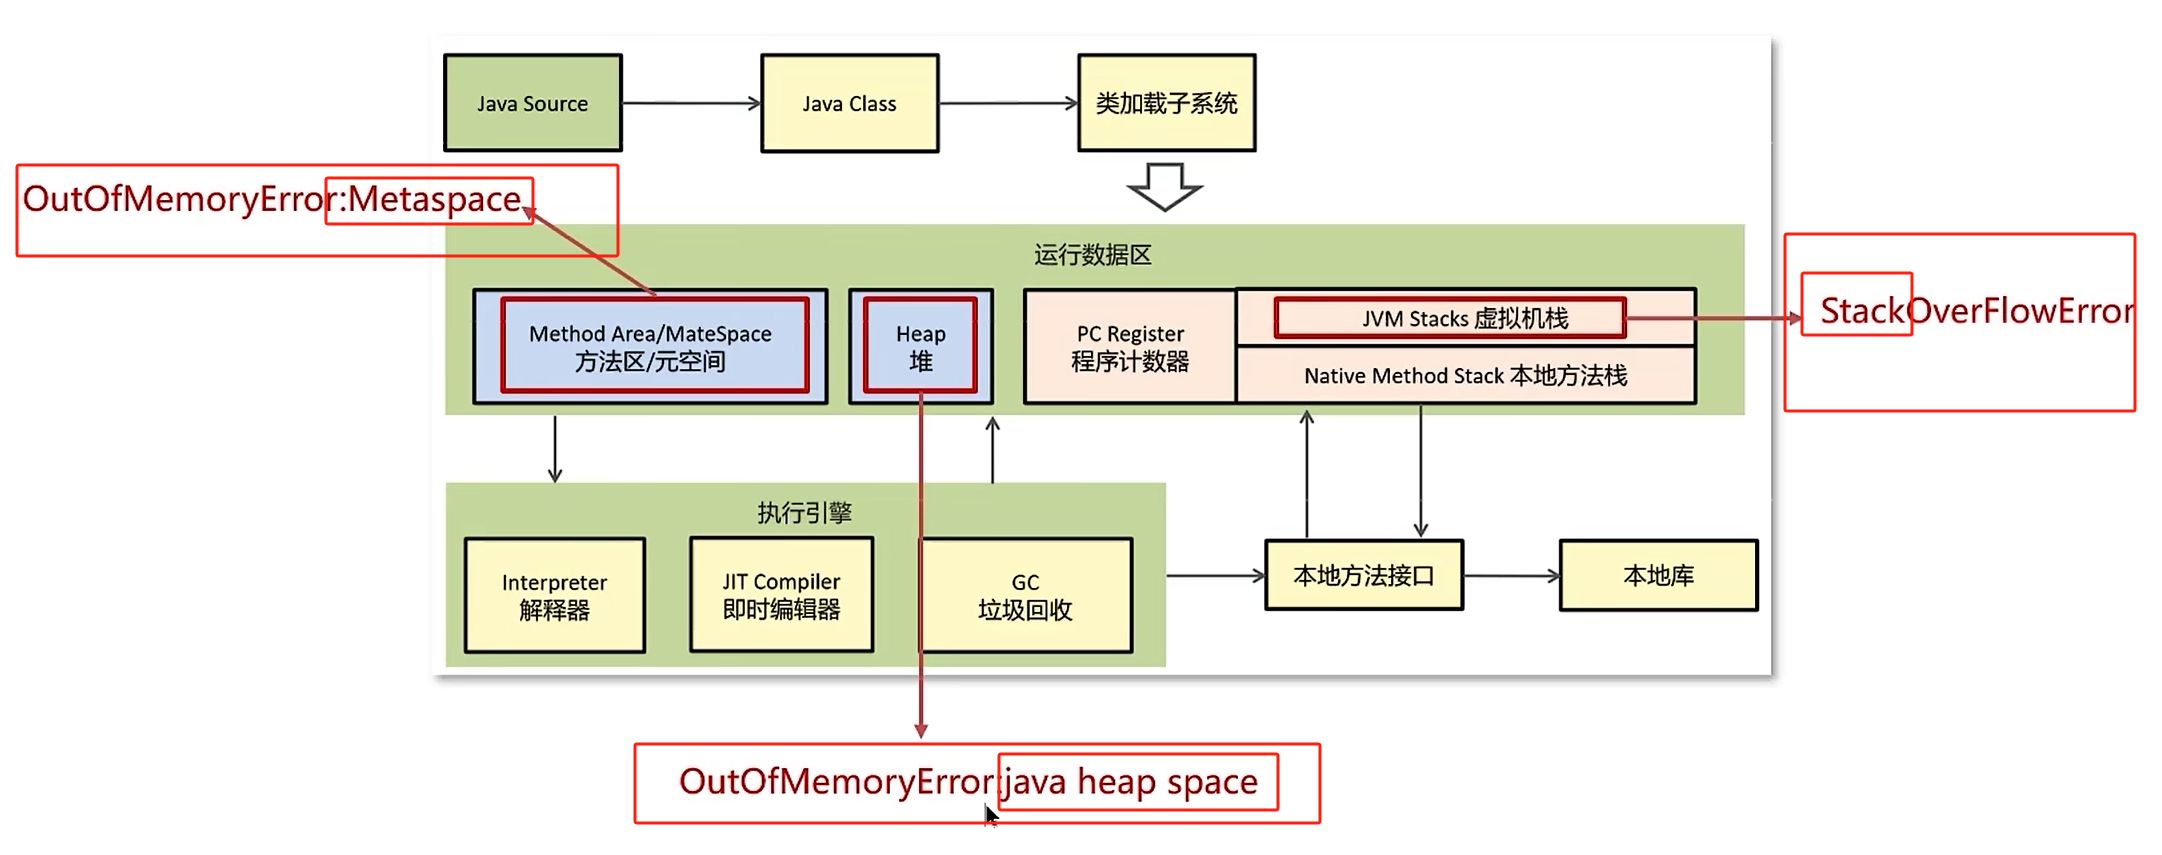 Java Source
Java Class
类加载子系统
OutOfMemoryError:Metaspace
运行数据区
Method Area/MateSpace
方法区/元空间
Heap
堆
PC Register
程序计数器
JVM Stacks 虚拟机栈
Native Method Stack 本地方法栈
StackOverFlowError
执行引擎
Interpreter
解释器
JIT Compiler
即时编辑器
GC
垃圾回收
本地方法接口
本地库
OutOfMemoryError:java heap space